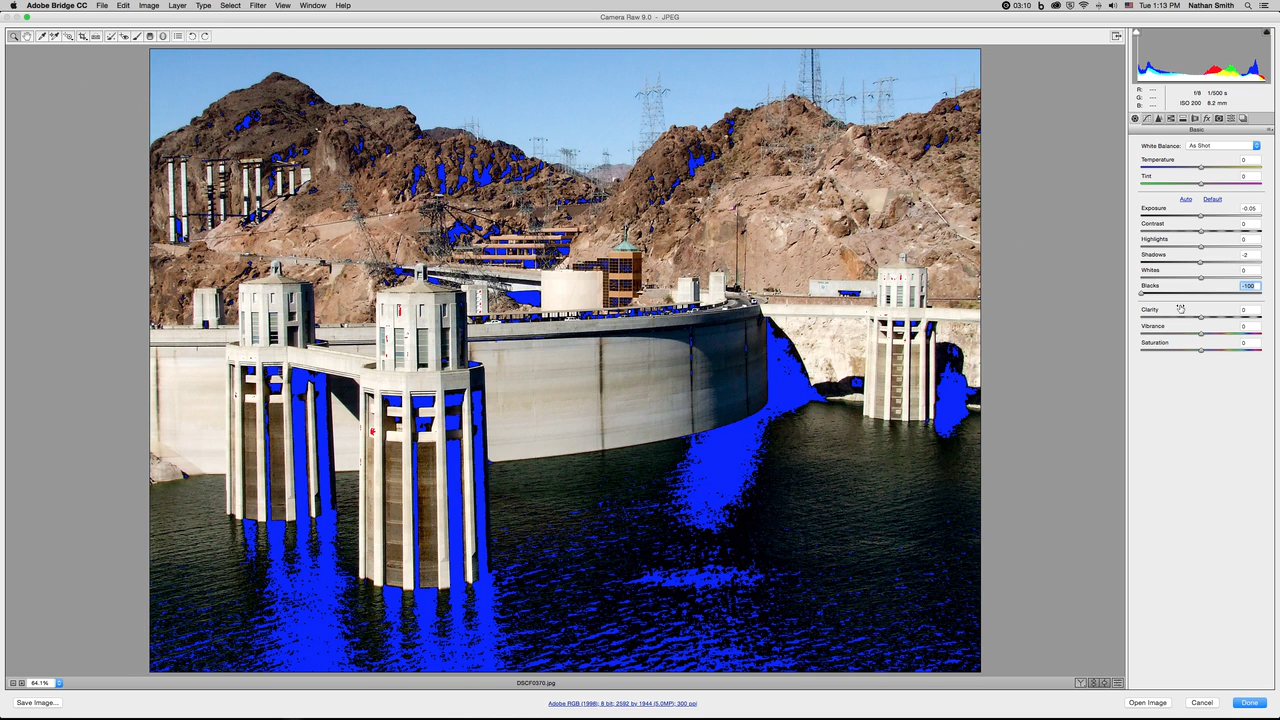 Adobe Bridge CC File Edit Image Layer Type Select Filter View Window Help 03:10 Tue 1:13 PM Nathan Smith
Camera Raw 9.0 - JPEG
R: ---
G: ---
B: ---
f/8 1/500 s
ISO 200 8.2 mm
Basic
White Balance: As Shot
Temperature 0
Tint 0
Auto Default
Exposure -0.05
Contrast 0
Highlights 0
Shadows -2
Whites 0
Blacks -100
Clarity 0
Vibrance 0
Saturation 0
64.1% DSCF0370.jpg
Save Image... Adobe RGB (1998); 8 bit; 2592 by 1944 (5.0MP); 300 ppi Open Image Cancel Done